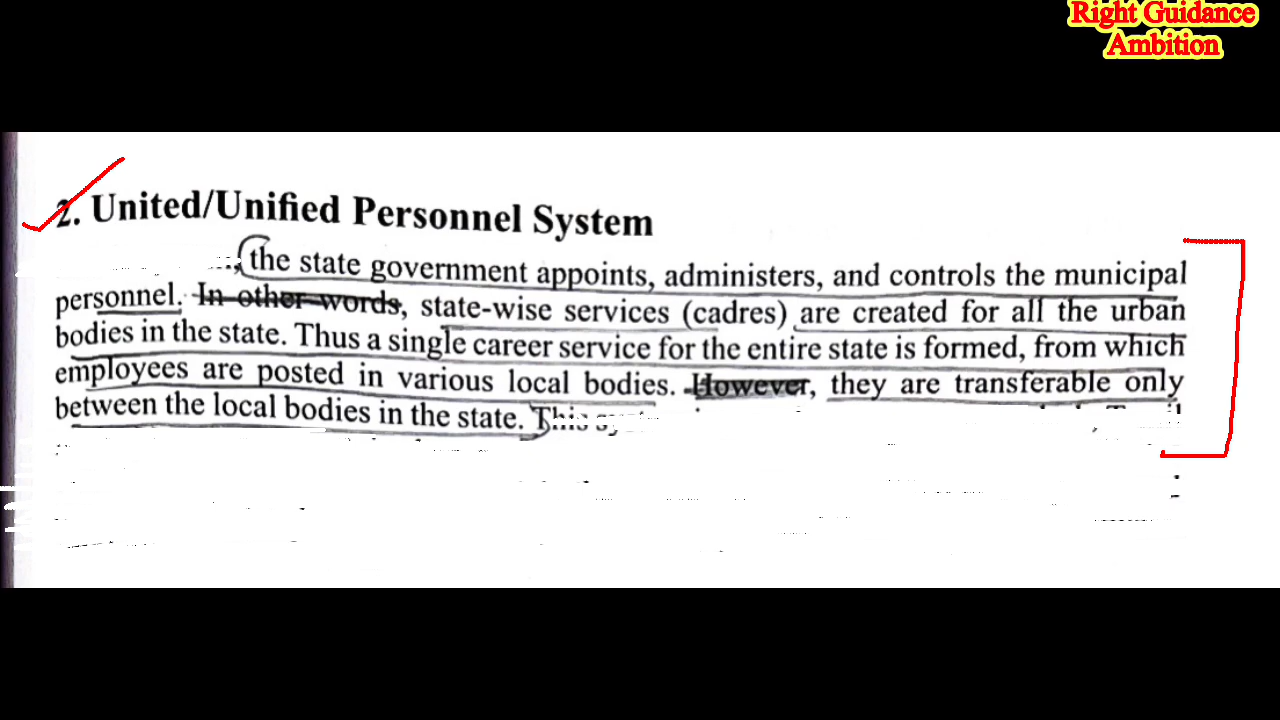 Right Guidance
Ambition
2. United/Unified Personnel System
the state government appoints, administers, and controls the municipal
personnel. In other words, state-wise services (cadres) are created for all the urban
bodies in the state. Thus a single career service for the entire state is formed, from which
employees are posted in various local bodies. However, they are transferable only
between the local bodies in the state. This